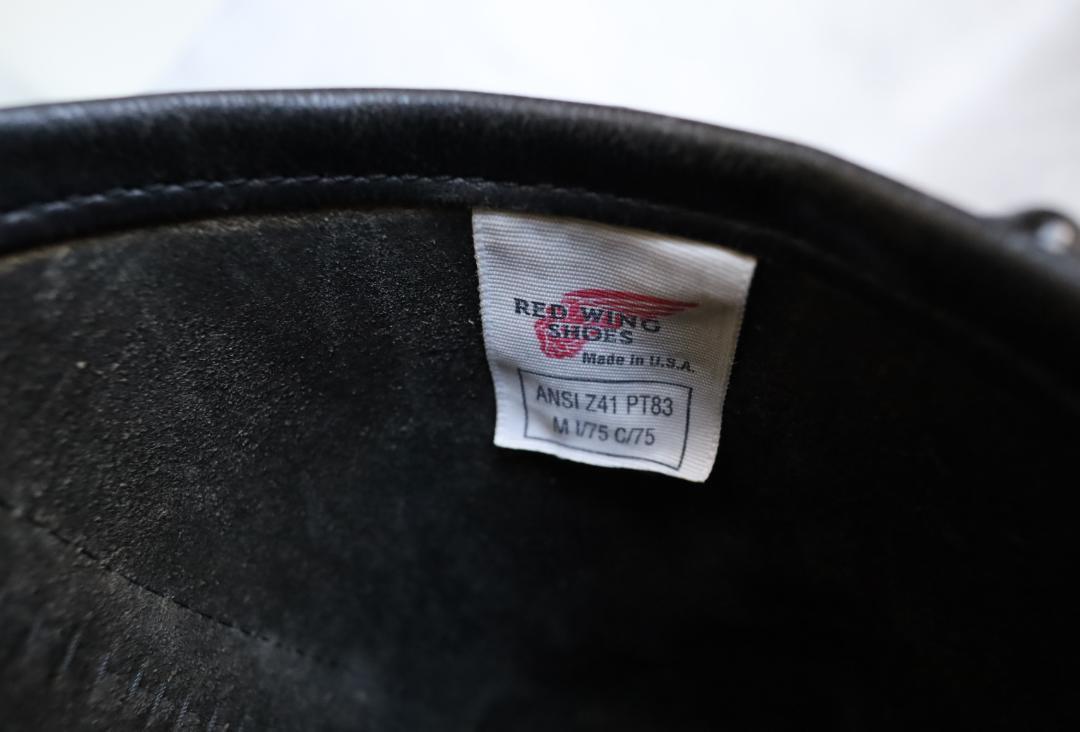 RED WING
SHOES
Made in U.S.A.
ANSI Z41 PT83
M I/75 C/75